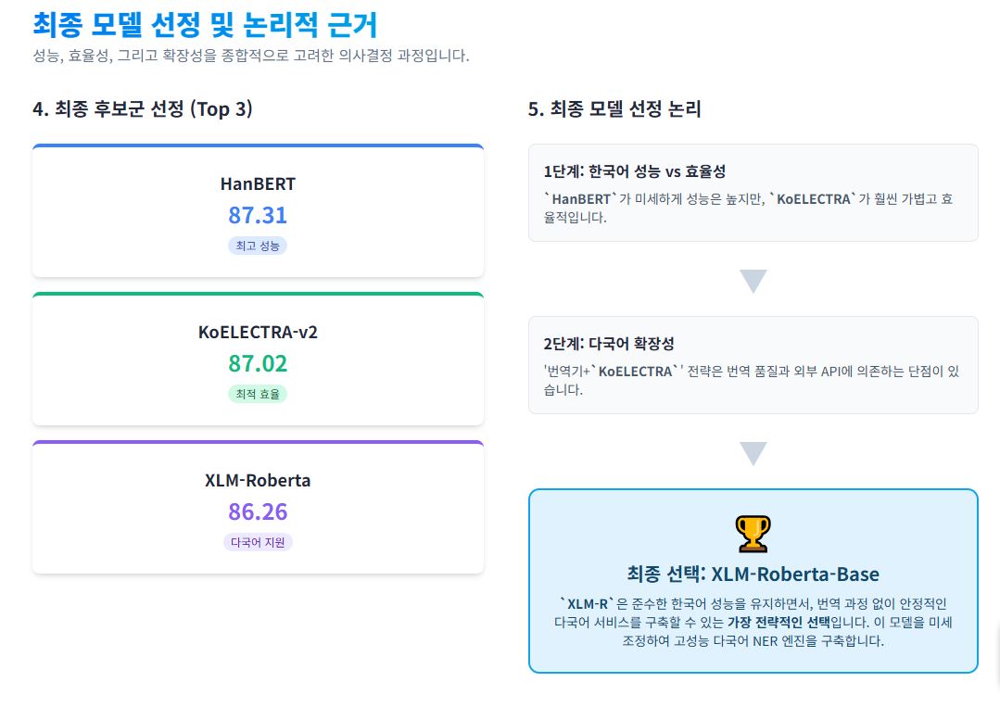 최종 모델 선정 및 논리적 근거
성능, 효율성, 그리고 확장성을 종합적으로 고려한 의사결정 과정입니다.
4. 최종 후보군 선정 (Top 3)
HanBERT
87.31
최고 성능
KoELECTRA-v2
87.02
최적 효율
XLM-Roberta
86.26
다국어 지원
5. 최종 모델 선정 논리
1단계: 한국어 성능 vs 효율성
`HanBERT`가 미세하게 성능은 높지만, `KoELECTRA`가 훨씬 가볍고 효
율적입니다.
2단계: 다국어 확장성
'번역기+`KoELECTRA`' 전략은 번역 품질과 외부 API에 의존하는 단점이 있
습니다.
최종 선택: XLM-Roberta-Base
`XLM-R`은 준수한 한국어 성능을 유지하면서, 번역 과정 없이 안정적인
다국어 서비스를 구축할 수 있는 가장 전략적인 선택입니다. 이 모델을 미세
조정하여 고성능 다국어 NER 엔진을 구축합니다.